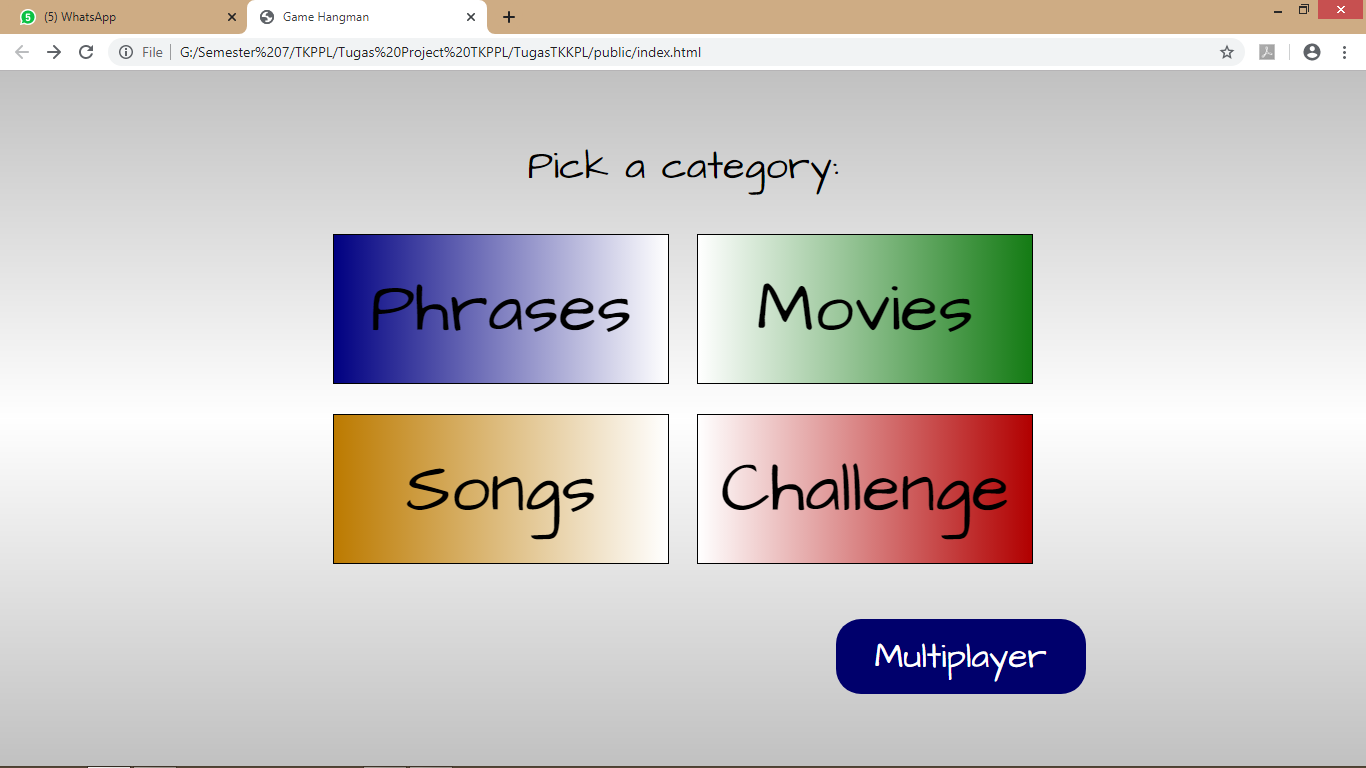 (5) WhatsApp
Game Hangman
File G:/Semester%207/TKPPL/Tugas%20Project%20TKPPL/TugasTKKPL/public/index.html
Pick a category:
Phrases
Movies
Songs
Challenge
Multiplayer